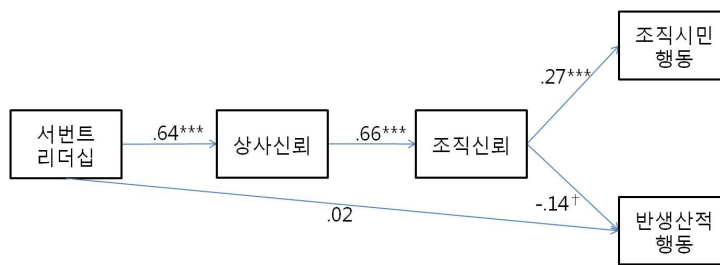 조직시민
행동
.27***
서번트
리더십
.64***
상사신뢰
.66***
조직신뢰
-.14†
.02
반생산적
행동